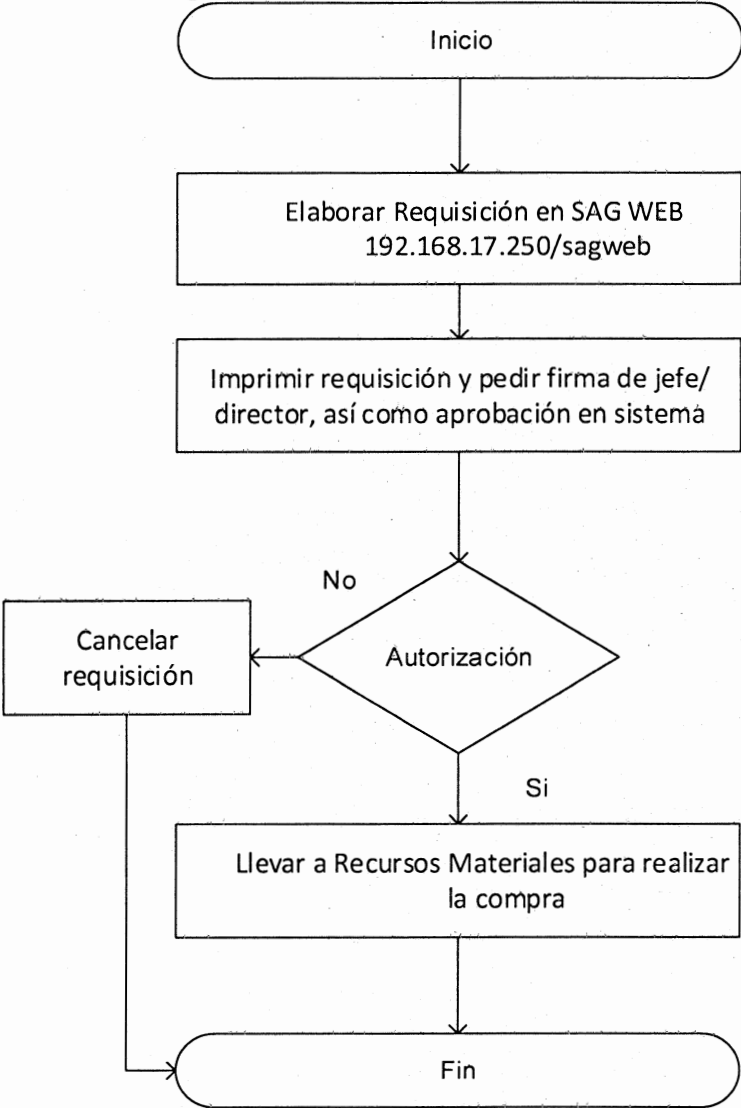 Inicio
Elaborar Requisición en SAG WEB
192.168.17.250/sagweb
Imprimir requisición y pedir firma de jefe/
director, así como aprobación en sistema
No
Cancelar
requisición
Autorización
Si
Llevar a Recursos Materiales para realizar
la compra
Fin